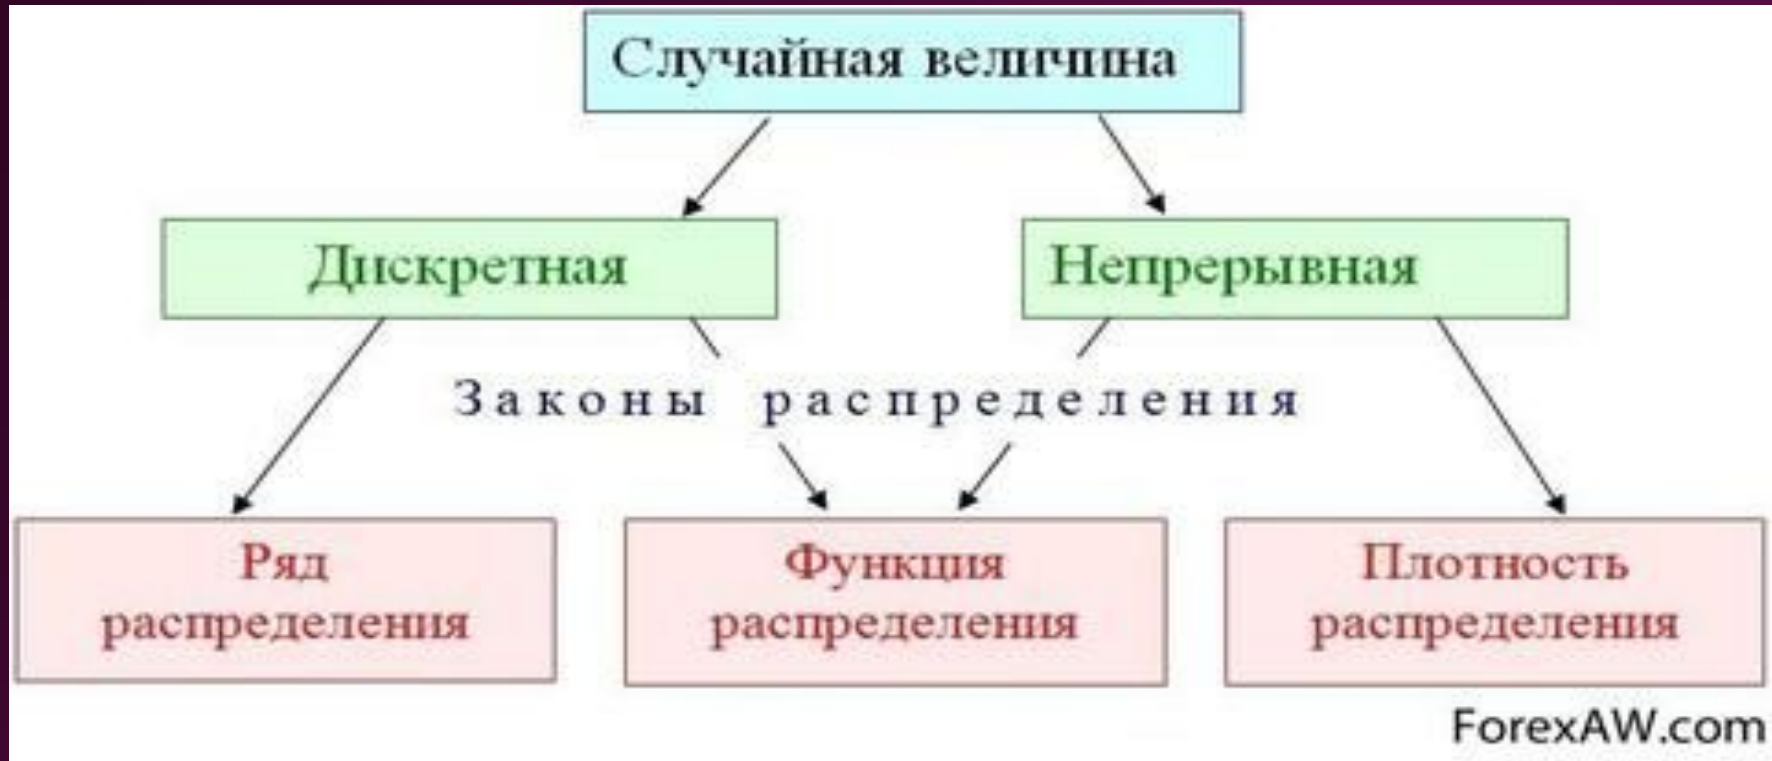 Случайная величина
Дискретная
Непрерывная
Законы распределения
Ряд
распределения
Функция
распределения
Плотность
распределения
ForexAW.com